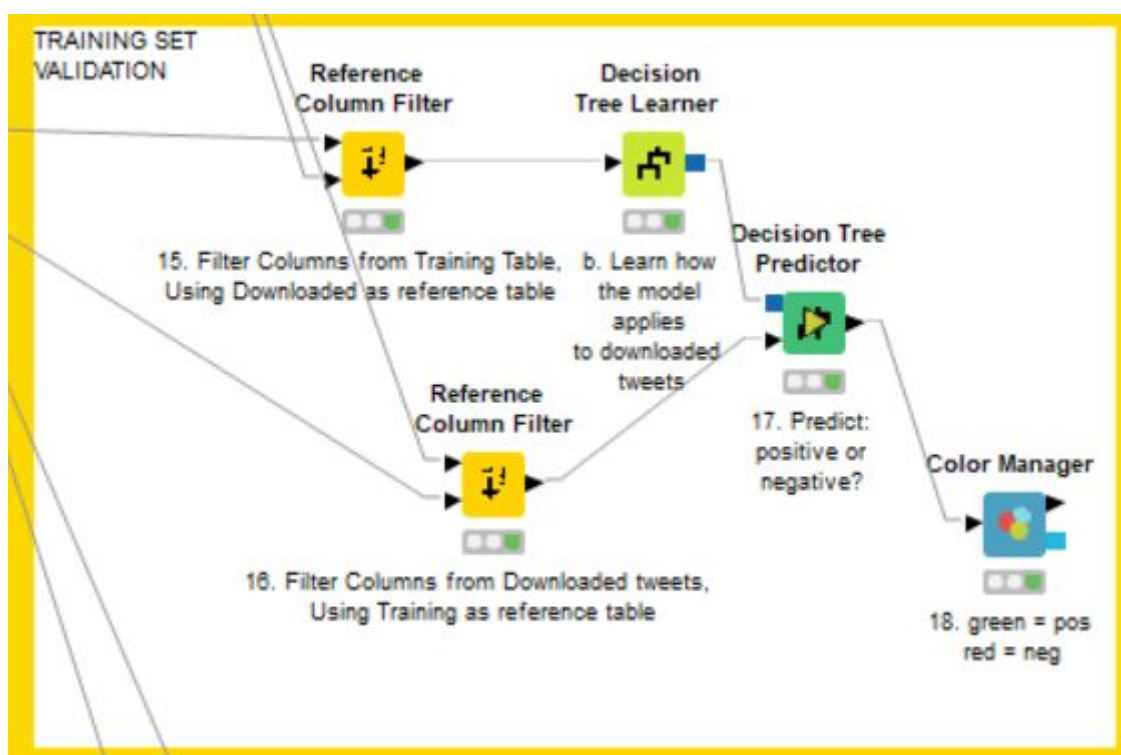 TRAINING SET
VALIDATION
Reference
Column Filter
Decision
Tree Learner
15. Filter Columns from Training Table,
Using Downloaded as reference table
b. Learn how
the model
applies
to downloaded
tweets
Decision Tree
Predictor
17. Predict:
positive or
negative?
Reference
Column Filter
16. Filter Columns from Downloaded tweets,
Using Training as reference table
Color Manager
18. green = pos
red = neg